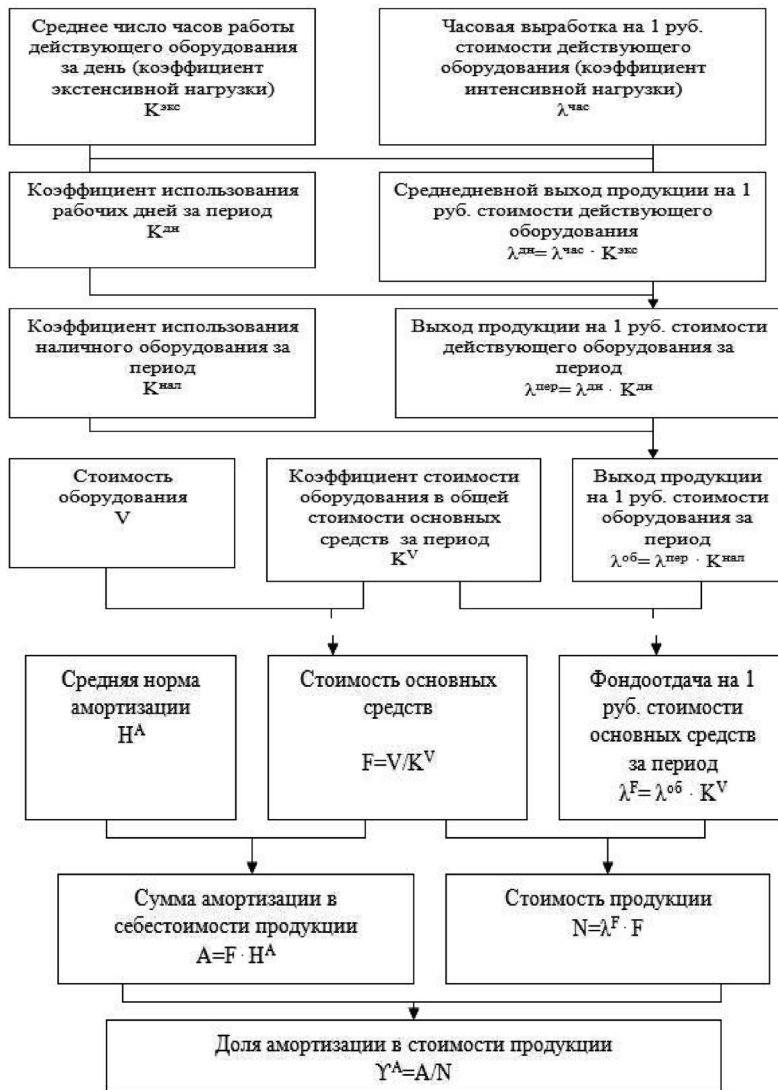 Среднее число часов работы
действующего оборудования
за день (коэффициент
экстенсивной нагрузки)
Kэкс
Часовая выработка на 1 руб.
стоимости действующего
оборудования (коэффициент
интенсивной нагрузки)
λчас
Коэффициент использования
рабочих дней за период
Kдн
Среднедневной выход продукции на 1
руб. стоимости действующего
оборудования
λдн= λчас · Kэкс
Коэффициент использования
наличного оборудования за
период
Kнал
Выход продукции на 1 руб. стоимости
действующего оборудования за
период
λпер= λдн · Kдн
Стоимость
оборудования
V
Коэффициент стоимости
оборудования в общей
стоимости основных
средств за период
KV
Выход продукции
на 1 руб. стоимости
оборудования за
период
λоб= λпер · Kнал
Средняя норма
амортизации
HA
Стоимость основных
средств
F=V/KV
Фондоотдача на 1
руб. стоимости
основных средств
за период
λF= λоб · KV
Сумма амортизации в
себестоимости продукции
A=F · HA
Стоимость продукции
N=λF · F
Доля амортизации в стоимости продукции
ϒA=A/N